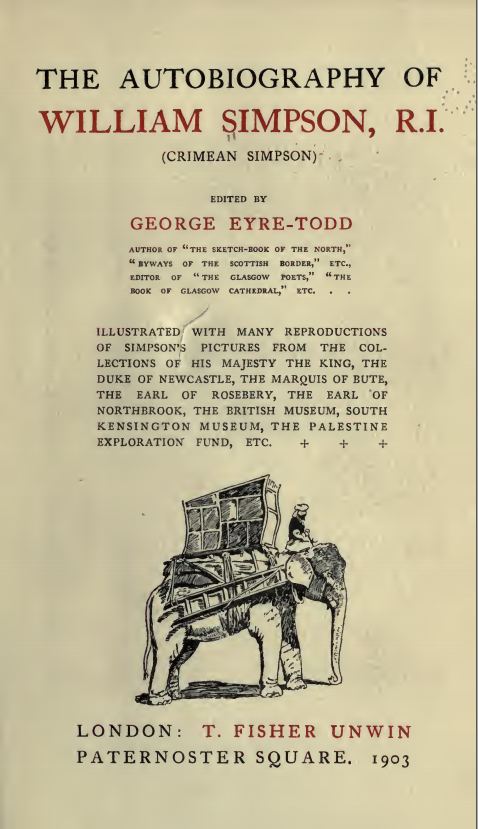 THE AUTOBIOGRAPHY OF
WILLIAM SIMPSON, R.I.
(CRIMEAN SIMPSON)
EDITED BY
GEORGE EYRE-TODD
AUTHOR OF "THE SKETCH-BOOK OF THE NORTH,"
"BYWAYS OF THE SCOTTISH BORDER," ETC.,
EDITOR OF "THE GLASGOW POETS," "THE
BOOK OF GLASGOW CATHEDRAL," ETC. . .
ILLUSTRATED WITH MANY REPRODUCTIONS
OF SIMPSON'S PICTURES FROM THE COL-
LECTIONS OF HIS MAJESTY THE KING, THE
DUKE OF NEWCASTLE, THE MARQUIS OF BUTE,
THE EARL OF ROSEBERY, THE EARL OF
NORTHBROOK, THE BRITISH MUSEUM, SOUTH
KENSINGTON MUSEUM, THE PALESTINE
EXPLORATION FUND, ETC. + + +
LONDON: T. FISHER UNWIN
PATERNOSTER SQUARE. 1903